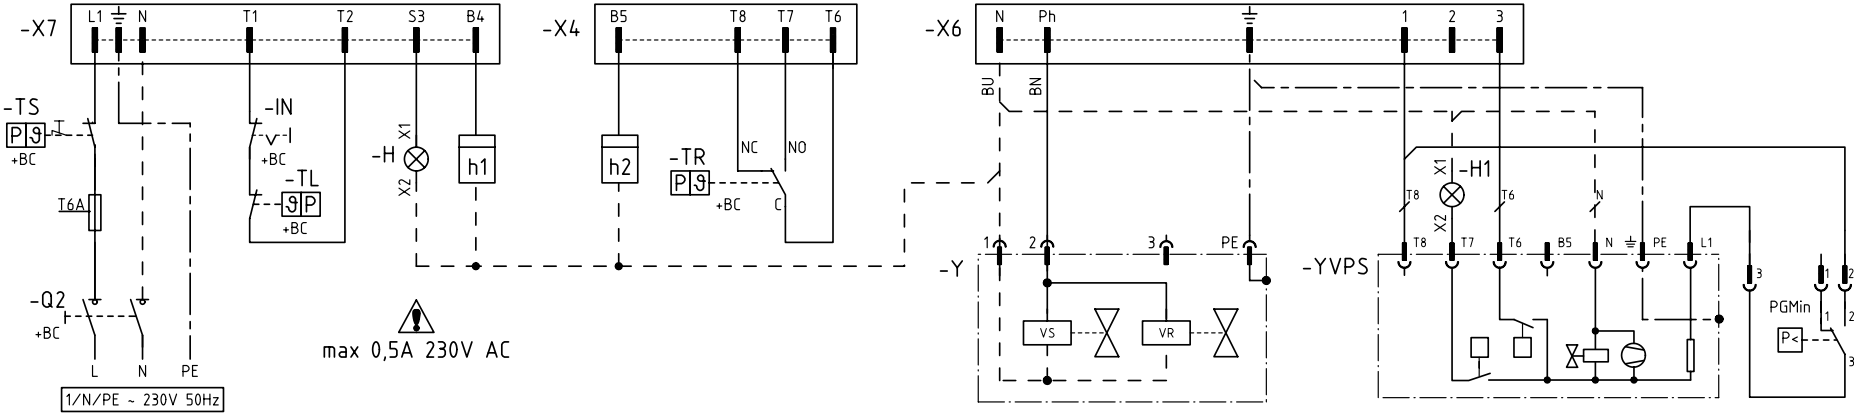 -X7
L1 N T1 T2 S3 B4
-X4
B5 T8 T7 T6
-X6
N Ph 1 2 3
BU
BN
-TS
P ϑ
+BC
-IN
+BC
-TL
ϑ P
+BC
T6A
-H
X1
X2
h1
h2
-TR
P ϑ
+BC
NC
NO
C
-H1
X1
X2
T8
T6
N
-Q2
+BC
L N PE
1/N/PE ~ 230V 50Hz
max 0,5A 230V AC
-Y
1 2 3 PE
VS
VR
-YVPS
T8 T7 T6 B5 N PE L1
3 1 2
PGMin
P<
1 2
3